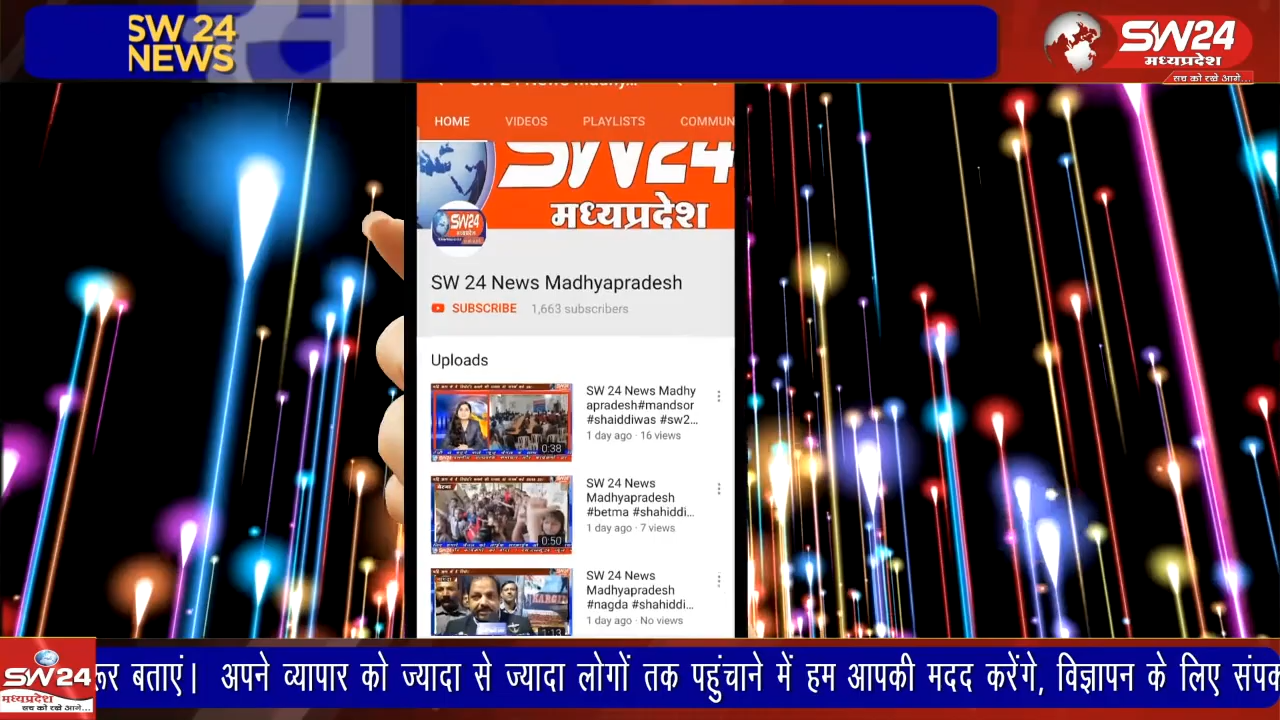 SW 24
NEWS
SW24
मध्यप्रदेश
सच को रखे आगे...
HOME VIDEOS PLAYLISTS COMMUN
SW24
मध्यप्रदेश
SW24
SW 24 News Madhyapradesh
SUBSCRIBE 1,663 subscribers
Uploads
SW 24 News Madhy
apradesh#mandsor
#shaiddiwas #sw2...
1 day ago · 16 views
0:38
SW 24 News
Madhyapradesh
#betma #shahiddi...
1 day ago · 7 views
0:50
SW 24 News
Madhyapradesh
#nagda #shahiddi...
1 day ago · No views
1:13
SW24
मध्यप्रदेश
सच को रखे आगे...
बताएं। अपने व्यापार को ज्यादा से ज्यादा लोगों तक पहुंचाने में हम आपकी मदद करेंगे, विज्ञापन के लिए संपक